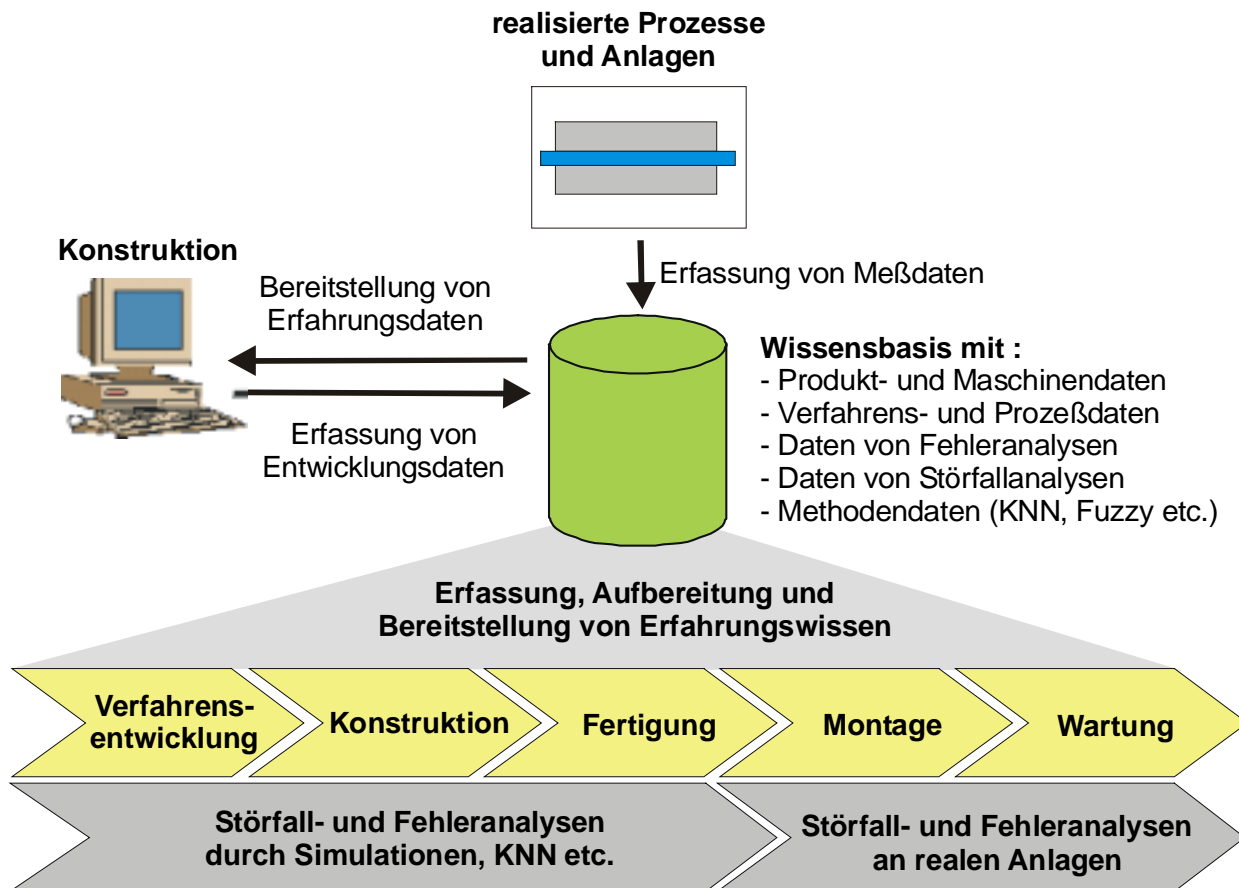 realisierte Prozesse
und Anlagen
Konstruktion
Bereitstellung von
Erfahrungsdaten
Erfassung von Meßdaten
Erfassung von
Entwicklungsdaten
Wissensbasis mit :
- Produkt- und Maschinendaten
- Verfahrens- und Prozeßdaten
- Daten von Fehleranalysen
- Daten von Störfallanalysen
- Methodendaten (KNN, Fuzzy etc.)
Erfassung, Aufbereitung und
Bereitstellung von Erfahrungswissen
Verfahrens-
entwicklung
Konstruktion
Fertigung
Montage
Wartung
Störfall- und Fehleranalysen
durch Simulationen, KNN etc.
Störfall- und Fehleranalysen
an realen Anlagen